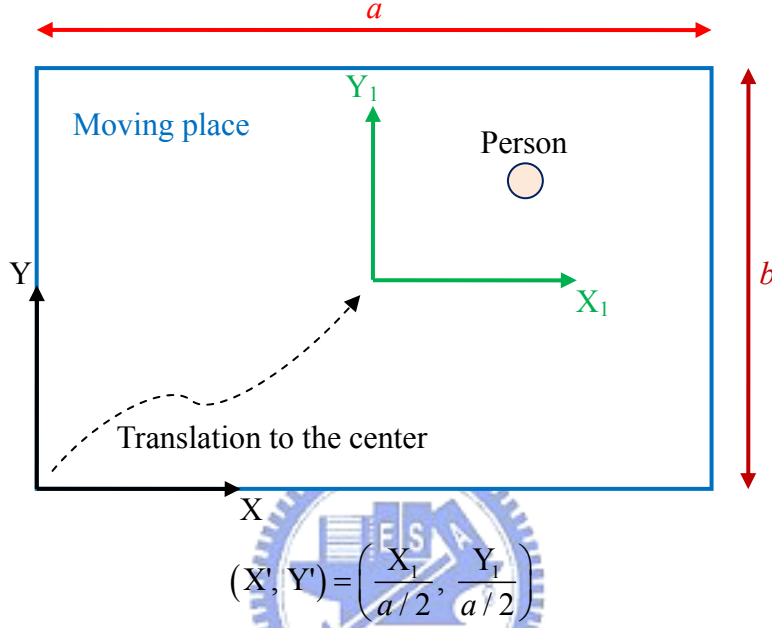 a
Y₁
Moving place
Person
Y
b
X₁
Translation to the center
X
E S A
(X', Y') = ( X₁ / a / 2 , Y₁ / a / 2 )